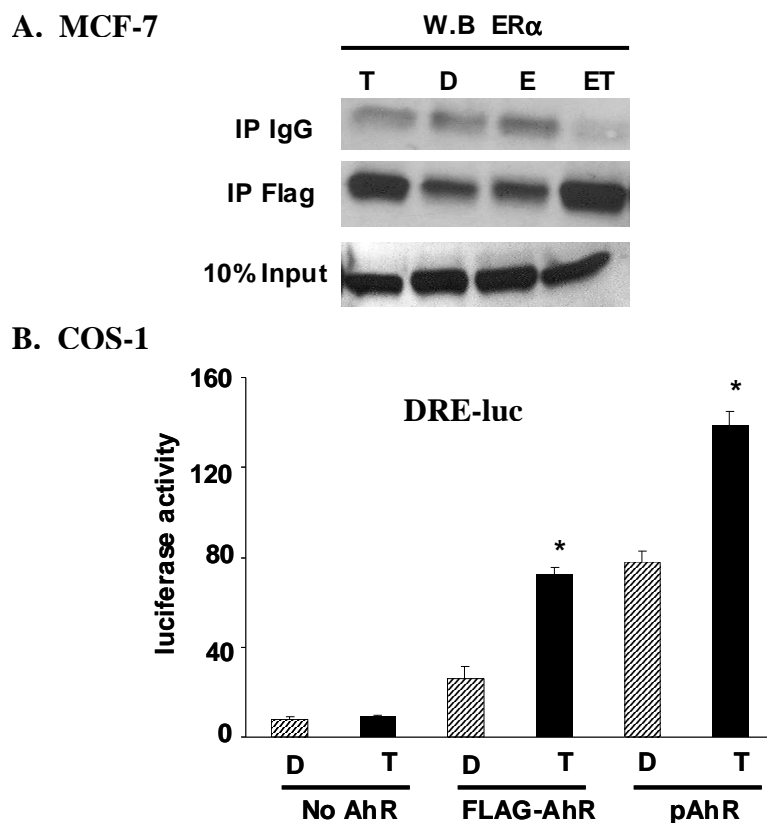 A. MCF-7
W.B ERα
T D E ET
IP IgG
IP Flag
10% Input
B. COS-1
DRE-luc
luciferase activity
160
120
80
40
0
* *
D T D T D T
No AhR FLAG-AhR pAhR